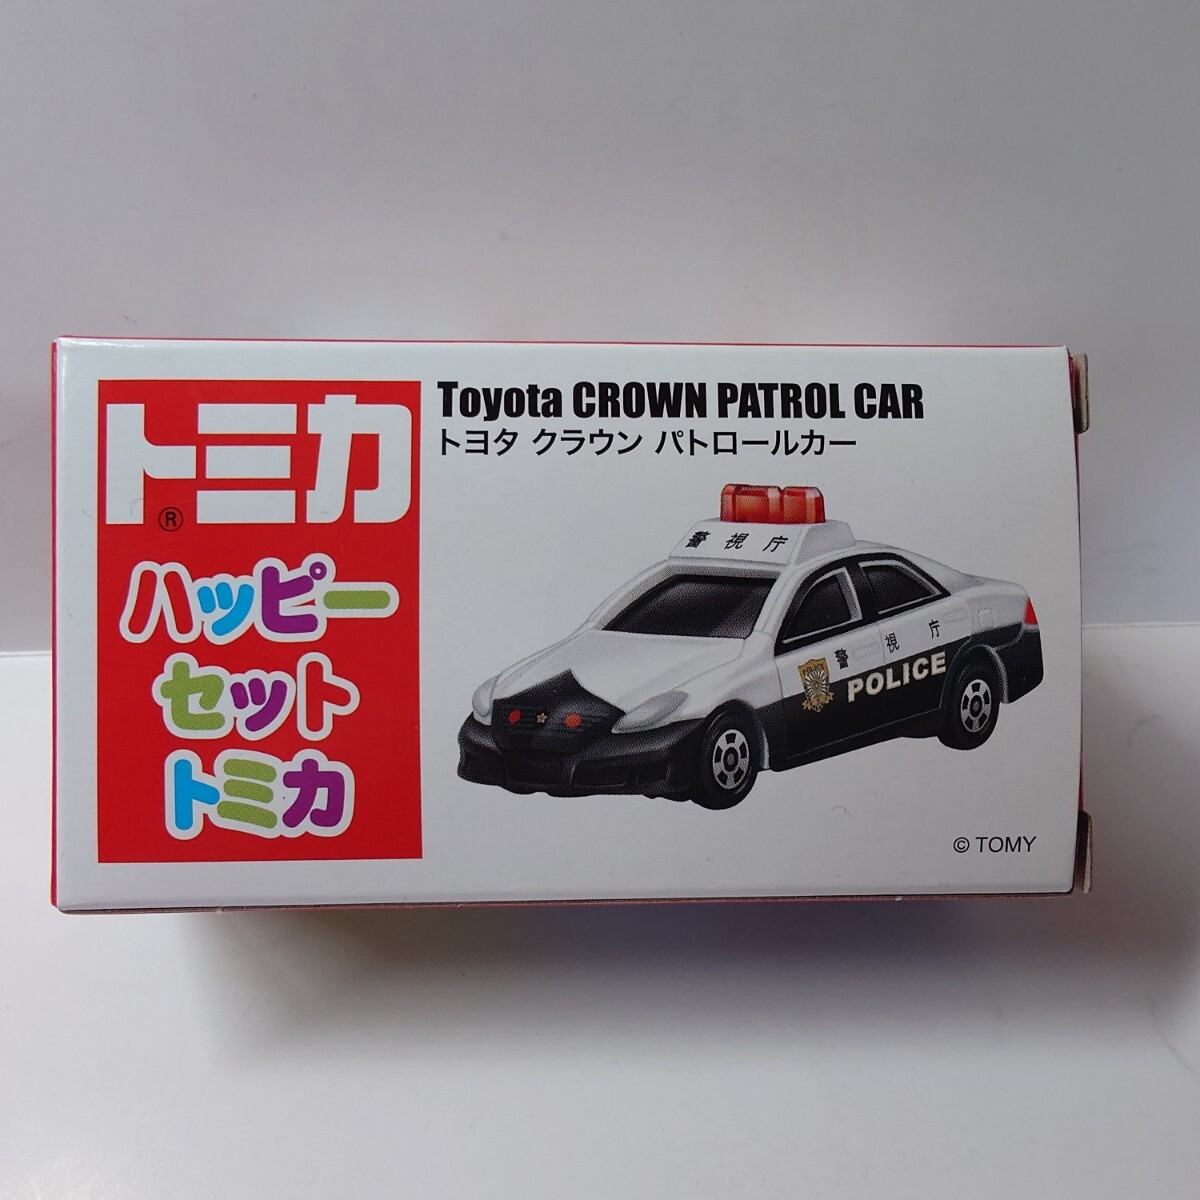 トミカ
®
ハッピー
セット
トミカ
Toyota CROWN PATROL CAR
トヨタ クラウン パトロールカー
警視庁
警視庁
POLICE
POLICE
© TOMY